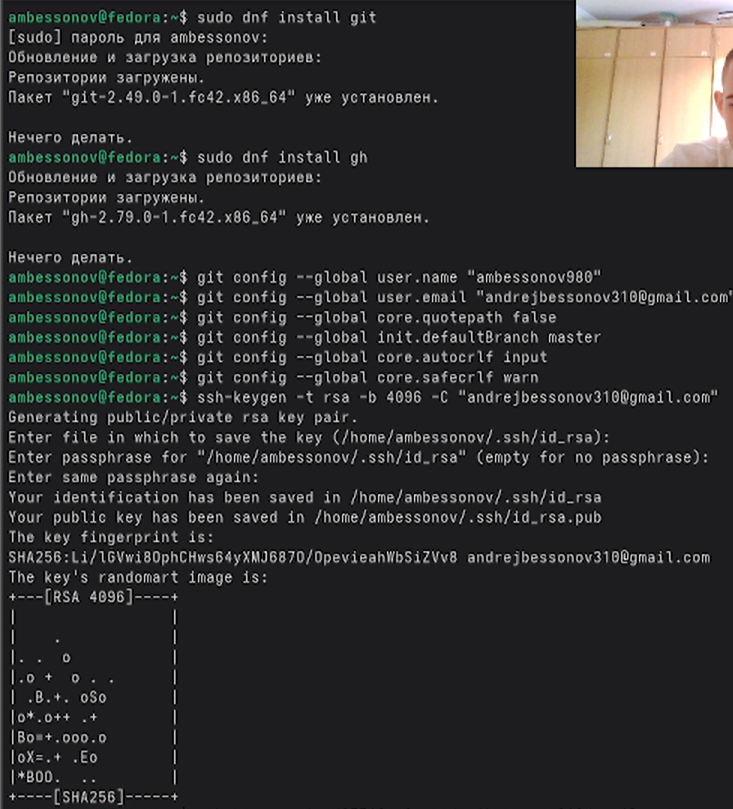 ambessonov@fedora:~$ sudo dnf install git
[sudo] пароль для ambessonov:
Обновление и загрузка репозиториев:
Репозитории загружены.
Пакет "git-2.49.0-1.fc42.x86_64" уже установлен.

Нечего делать.
ambessonov@fedora:~$ sudo dnf install gh
Обновление и загрузка репозиториев:
Репозитории загружены.
Пакет "gh-2.79.0-1.fc42.x86_64" уже установлен.

Нечего делать.
ambessonov@fedora:~$ git config --global user.name "ambessonov980"
ambessonov@fedora:~$ git config --global user.email "andrejbessonov310@gmail.com"
ambessonov@fedora:~$ git config --global core.quotepath false
ambessonov@fedora:~$ git config --global init.defaultBranch master
ambessonov@fedora:~$ git config --global core.autocrlf input
ambessonov@fedora:~$ git config --global core.safecrlf warn
ambessonov@fedora:~$ ssh-keygen -t rsa -b 4096 -C "andrejbessonov310@gmail.com"
Generating public/private rsa key pair.
Enter file in which to save the key (/home/ambessonov/.ssh/id_rsa):
Enter passphrase for "/home/ambessonov/.ssh/id_rsa" (empty for no passphrase):
Enter same passphrase again:
Your identification has been saved in /home/ambessonov/.ssh/id_rsa
Your public key has been saved in /home/ambessonov/.ssh/id_rsa.pub
The key fingerprint is:
SHA256:Li/lGVwi8OphCHws64yXMJ687O/OpevieahWbSiZVv8 andrejbessonov310@gmail.com
The key's randomart image is:
+---[RSA 4096]----+
|                 |
|    .            |
|. .  o           |
|.o +  o . .      |
| .B.+. oSo       |
|o*.o++ .+        |
|Bo=+.ooo.o       |
|oX=.+ .Eo        |
|*BOO.  ..        |
+----[SHA256]-----+